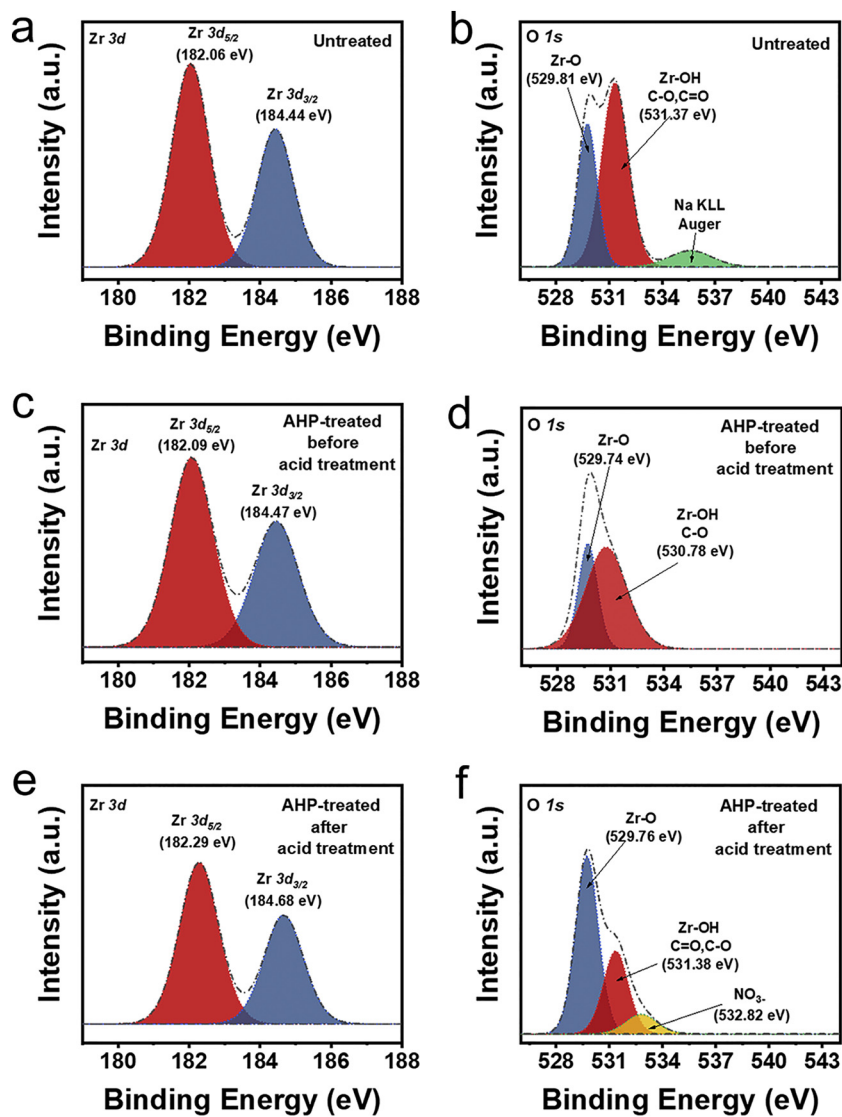 a
Zr 3d
Zr 3d5/2
(182.06 eV)
Untreated
Zr 3d3/2
(184.44 eV)
Intensity (a.u.)
180 182 184 186 188
Binding Energy (eV)
b
O 1s
Untreated
Zr-O
(529.81 eV)
Zr-OH
C-O,C=O
(531.37 eV)
Na KLL
Auger
Intensity (a.u.)
528 531 534 537 540 543
Binding Energy (eV)
c
Zr 3d5/2
(182.09 eV)
Zr 3d
AHP-treated
before
acid treatment
Zr 3d3/2
(184.47 eV)
Intensity (a.u.)
180 182 184 186 188
Binding Energy (eV)
d
O 1s
AHP-treated
before
acid treatment
Zr-O
(529.74 eV)
Zr-OH
C-O
(530.78 eV)
Intensity (a.u.)
528 531 534 537 540 543
Binding Energy (eV)
e
Zr 3d
AHP-treated
after
acid treatment
Zr 3d5/2
(182.29 eV)
Zr 3d3/2
(184.68 eV)
Intensity (a.u.)
180 182 184 186 188
Binding Energy (eV)
f
O 1s
AHP-treated
after
acid treatment
Zr-O
(529.76 eV)
Zr-OH
C=O,C-O
(531.38 eV)
NO3-
(532.82 eV)
Intensity (a.u.)
528 531 534 537 540 543
Binding Energy (eV)